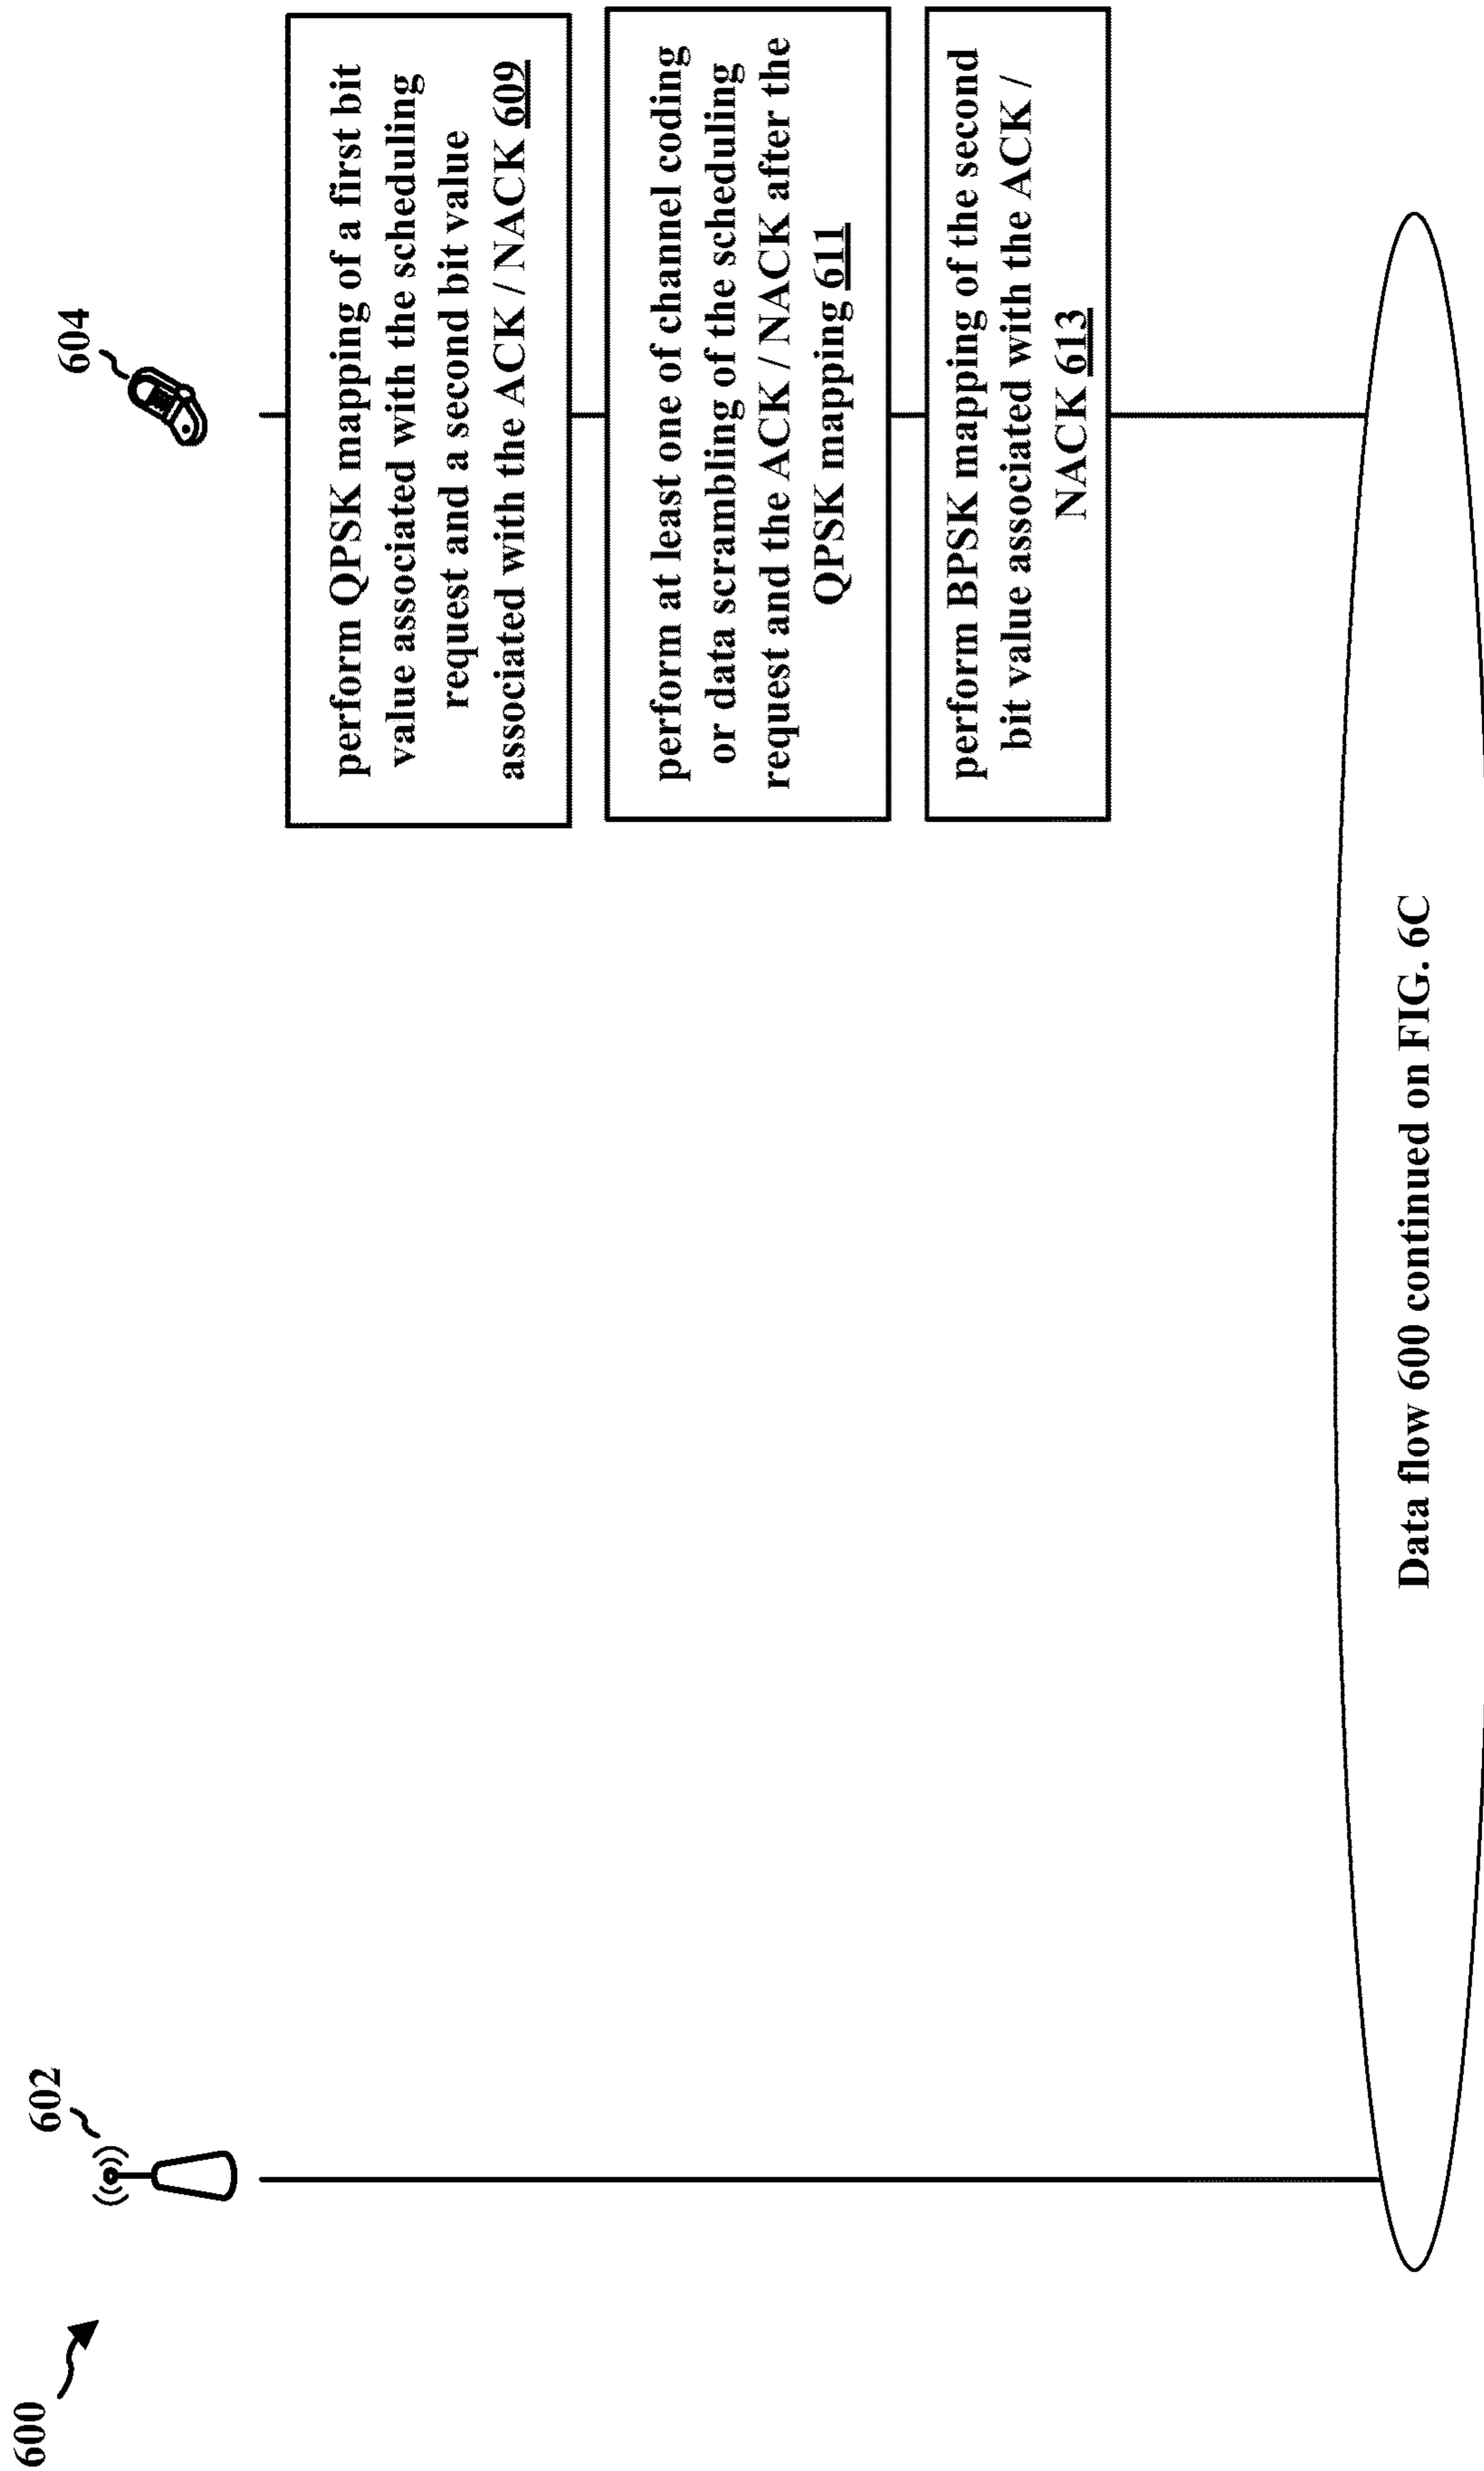 600
602
604
perform QPSK mapping of a first bit
value associated with the scheduling
request and a second bit value
associated with the ACK / NACK 609
perform at least one of channel coding
or data scrambling of the scheduling
request and the ACK / NACK after the
QPSK mapping 611
perform BPSK mapping of the second
bit value associated with the ACK /
NACK 613
Data flow 600 continued on FIG. 6C